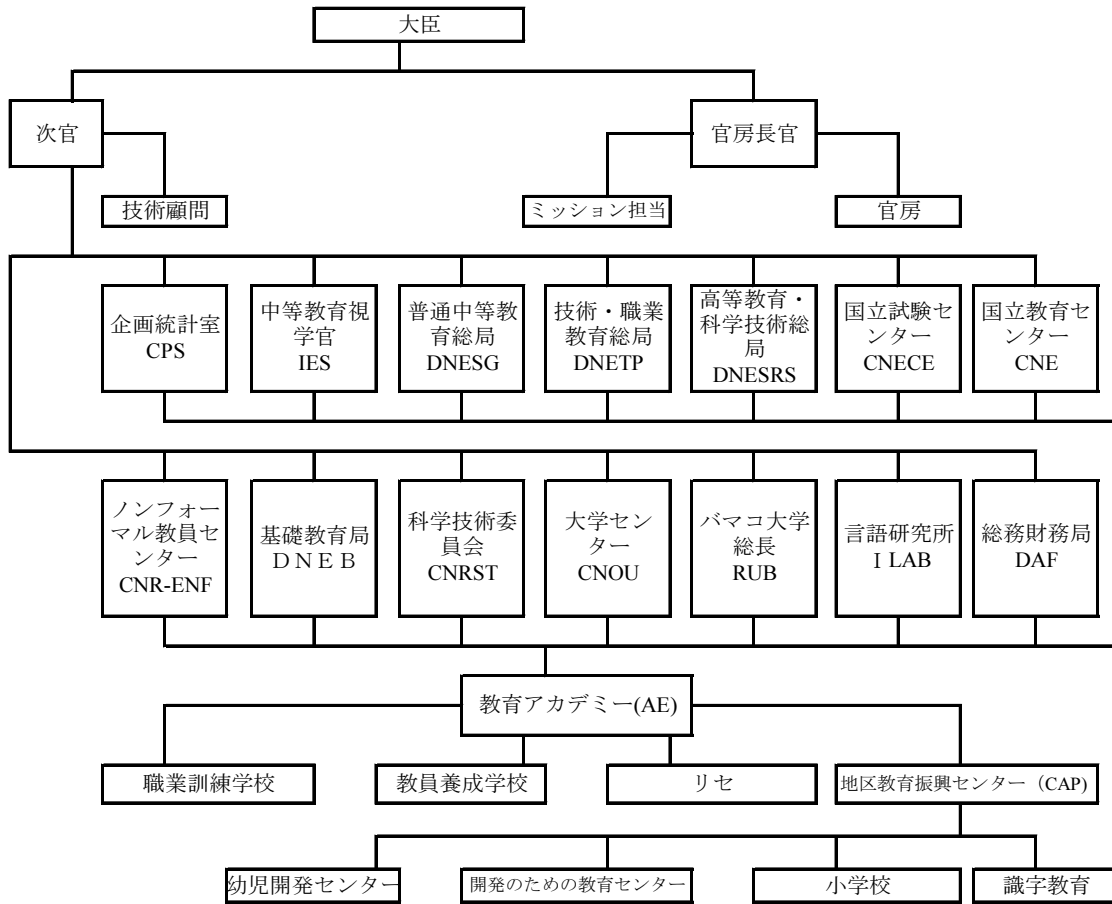 大臣
次官
官房長官
技術顧問
ミッション担当
官房
企画統計室
CPS
中等教育視
学官
IES
普通中等教
育総局
DNESG
技術・職業
教育総局
DNETP
高等教育・
科学技術総
局
DNESRS
国立試験セ
ンター
CNECE
国立教育セ
ンター
CNE
ノンフォー
マル教員セ
ンター
CNR-ENF
基礎教育局
ＤＮＥＢ
科学技術委
員会
CNRST
大学セン
ター
CNOU
バマコ大学
総長
RUB
言語研究所
Ｉ LAB
総務財務局
DAF
教育アカデミー(AE)
職業訓練学校
教員養成学校
リセ
地区教育振興センター（CAP)
幼児開発センター
開発のための教育センター
小学校
識字教育